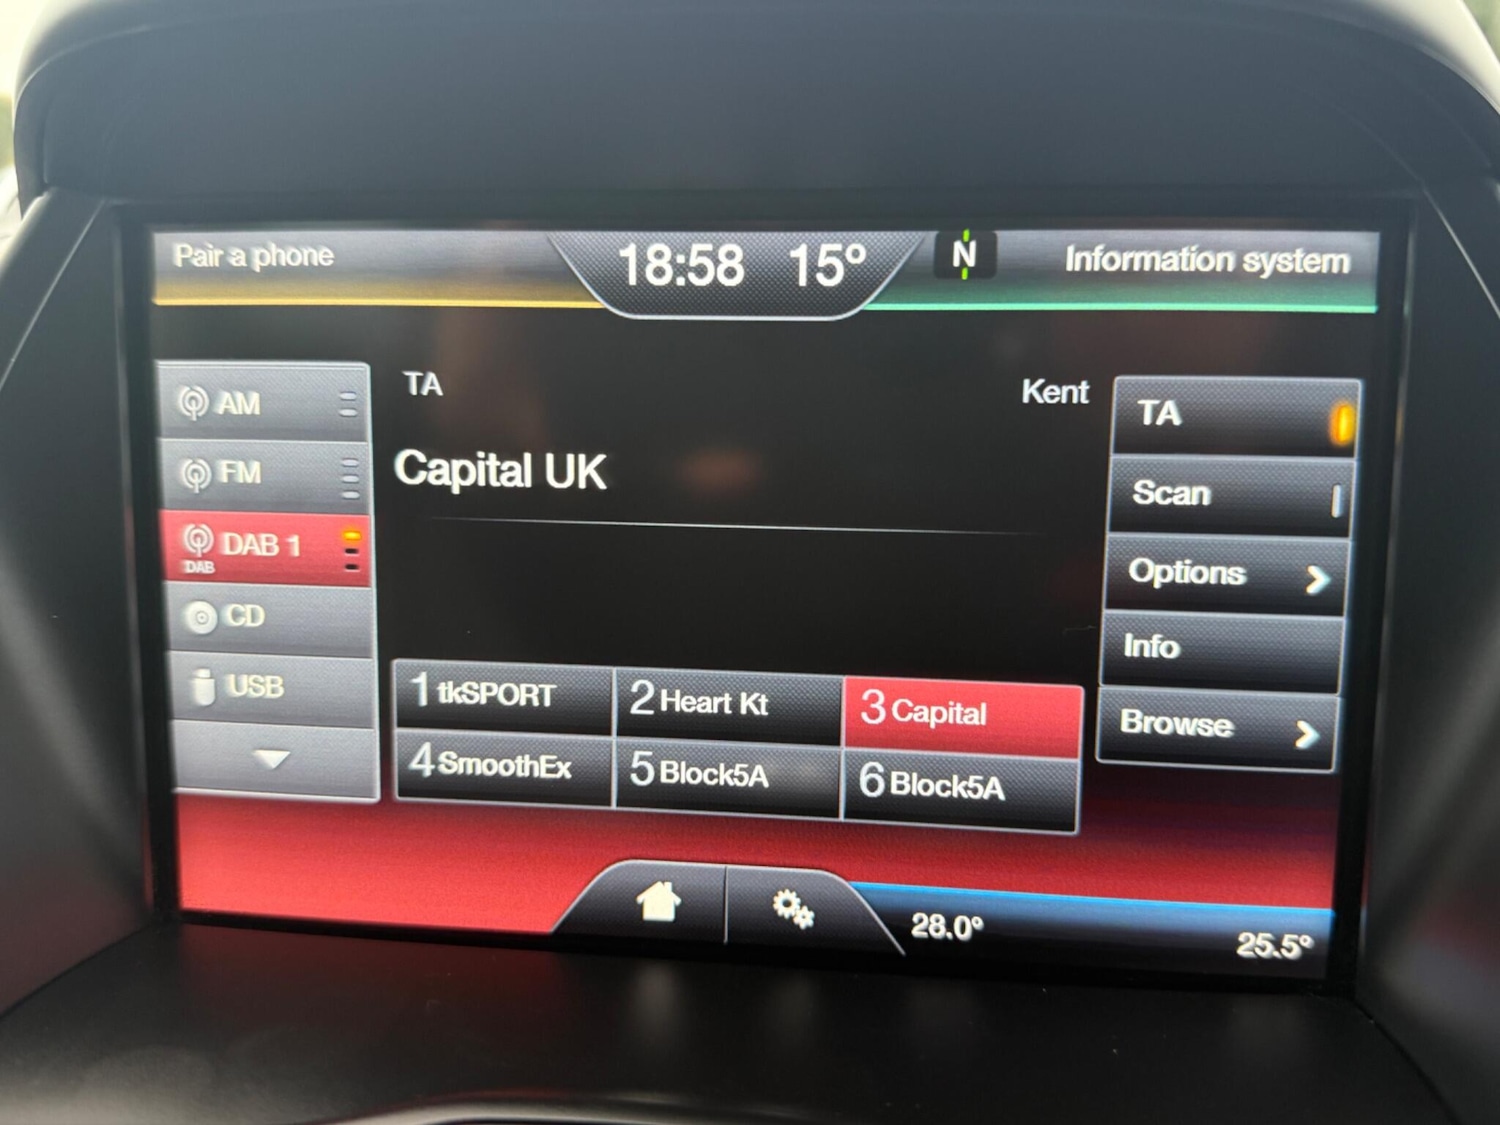 Pair a phone
18:58 15°
N
Information system
AM
FM
DAB 1
DAB
CD
USB
TA
Kent
Capital UK
1 tkSPORT
2 Heart Kt
3 Capital
4 SmoothEx
5 Block5A
6 Block5A
TA
Scan
Options
Info
Browse
28.0°
25.5°